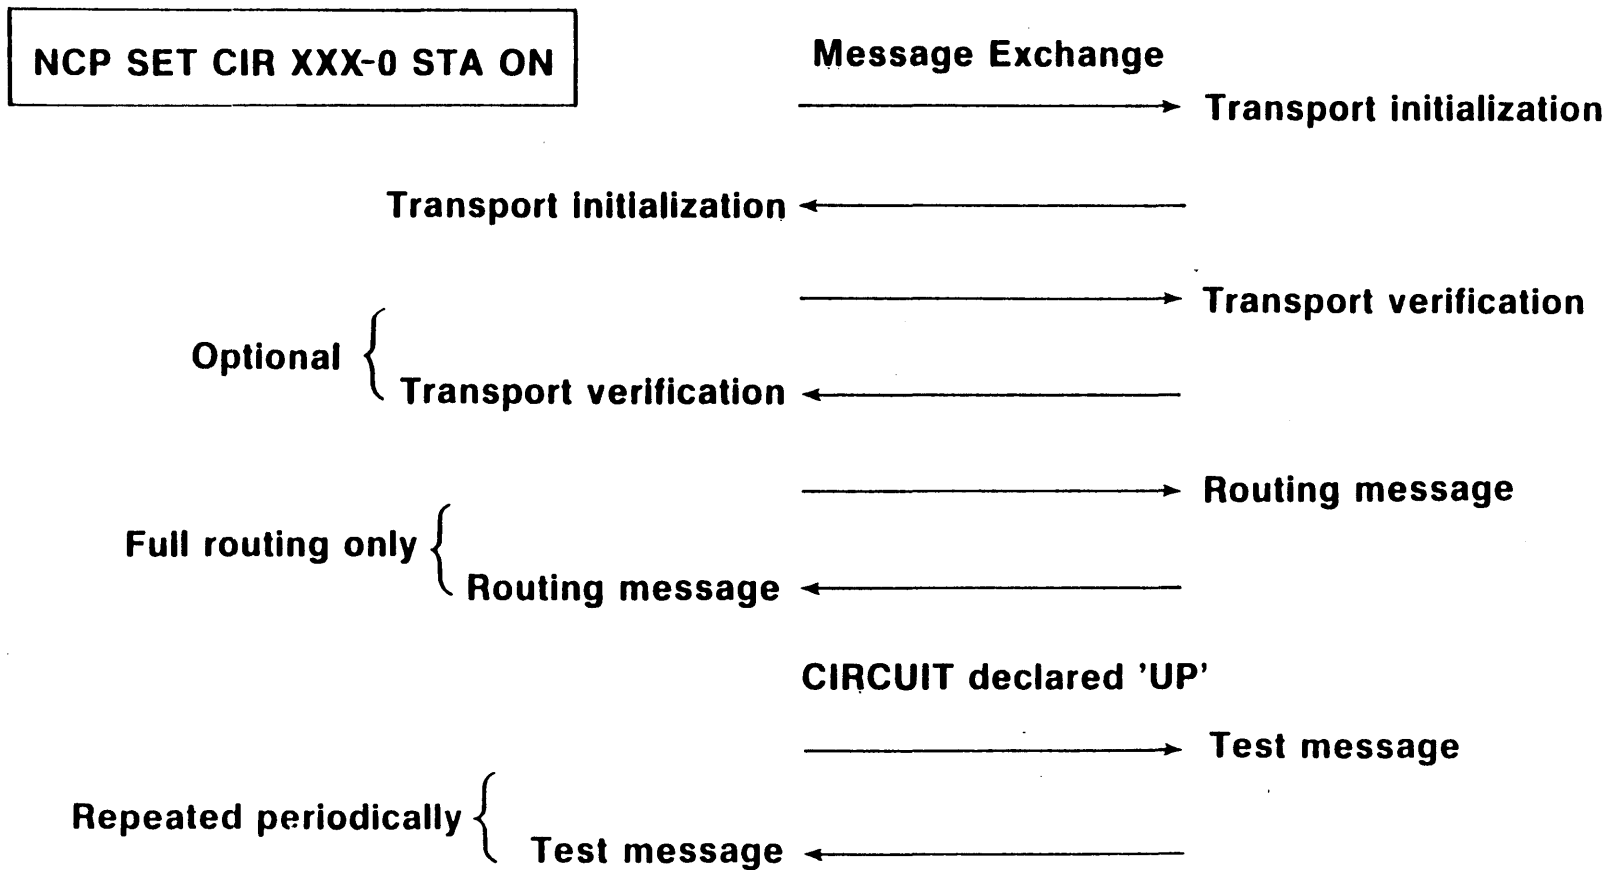 NCP SET CIR XXX-0 STA ON
Message Exchange
Transport initialization
Transport initialization
Transport verification
Optional
Transport verification
Routing message
Full routing only
Routing message
CIRCUIT declared 'UP'
Test message
Repeated periodically
Test message